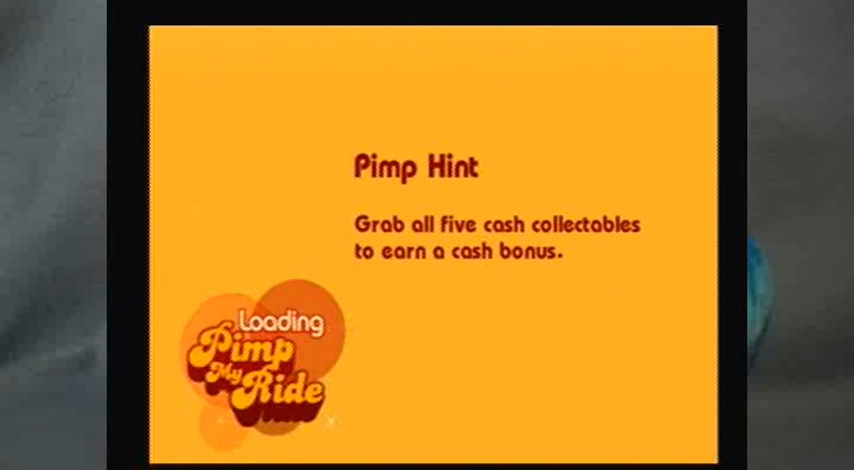 Pimp Hint
Grab all five cash collectables
to earn a cash bonus.
Loading
Pimp
My
Ride